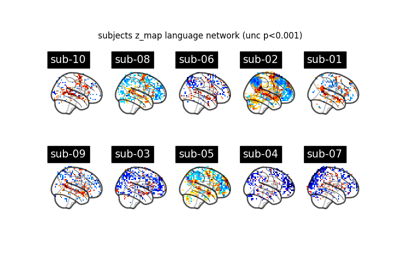 subjects z_map language network (unc p<0.001)
sub-10 sub-08 sub-06 sub-02 sub-01
sub-09 sub-03 sub-05 sub-04 sub-07